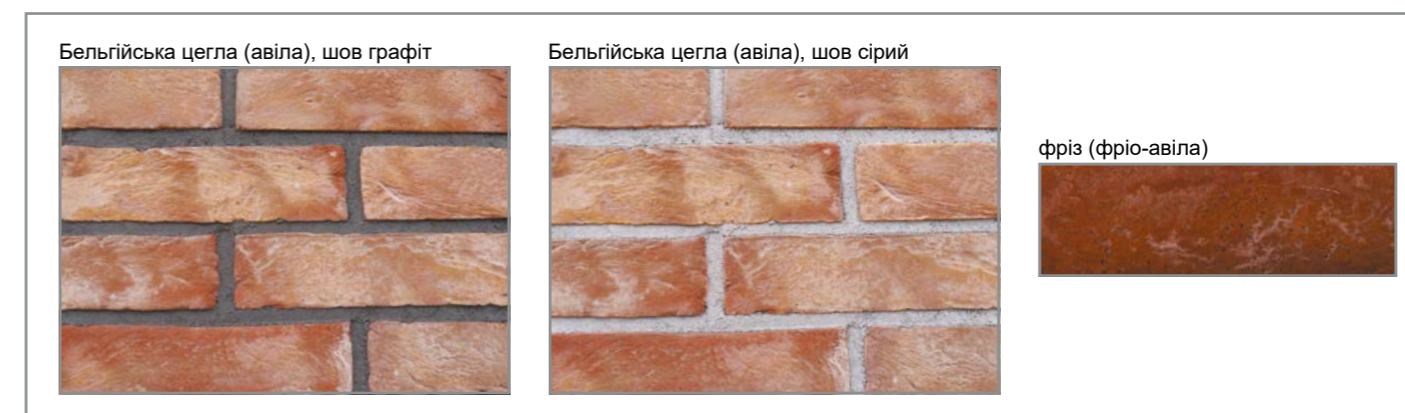 Бельгійська цегла (авіла), шов графіт
Бельгійська цегла (авіла), шов сірий
фріз (фріо-авіла)